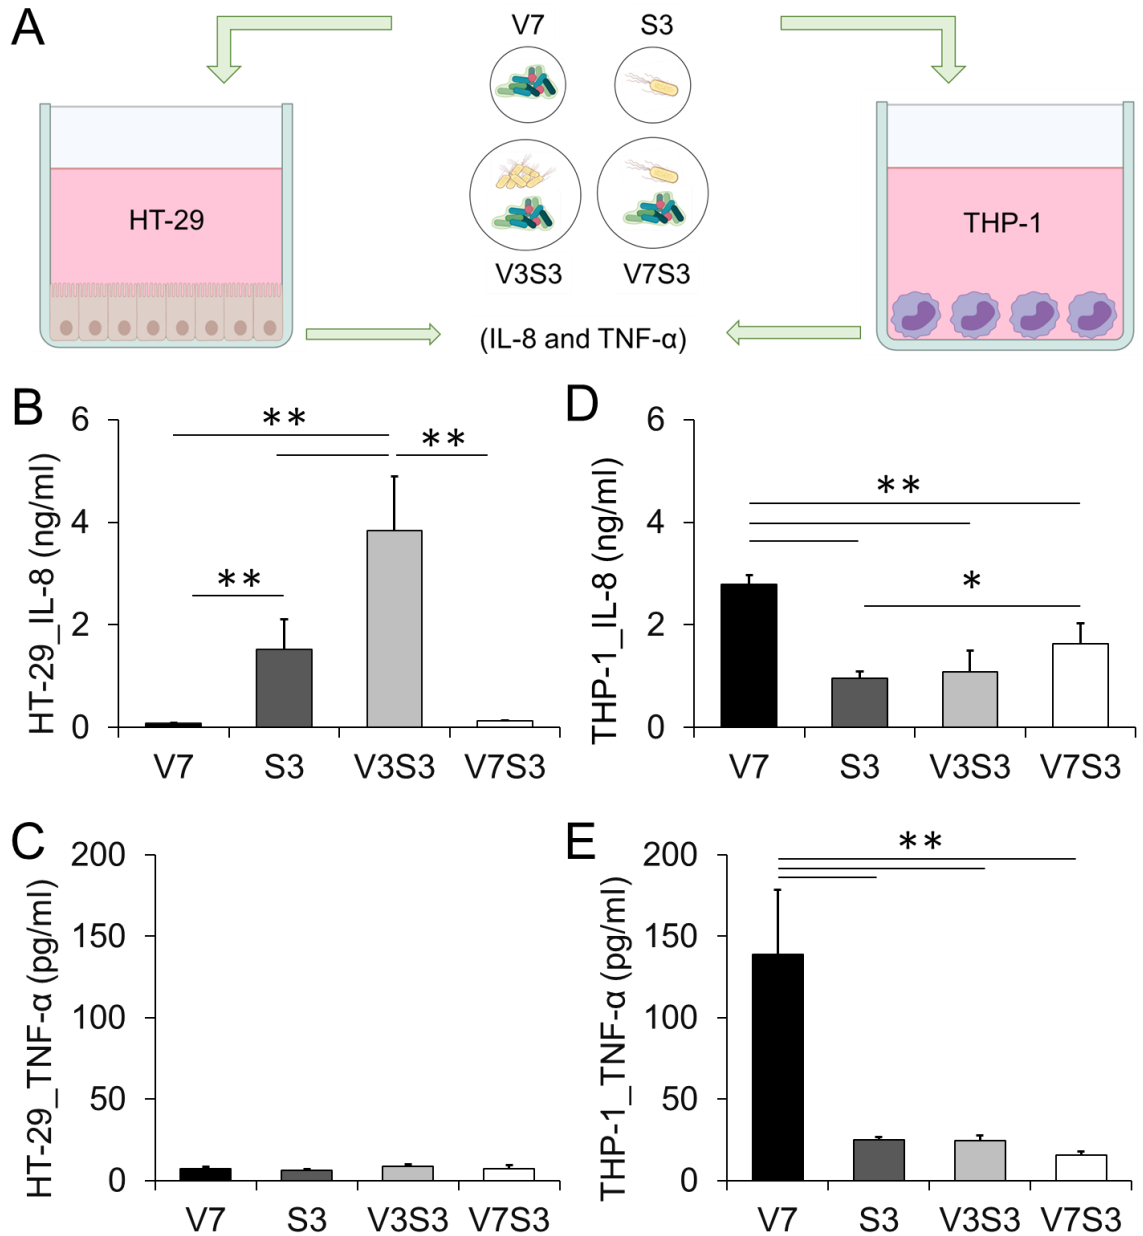 A
V7 S3
HT-29
THP-1
V3S3 V7S3
(IL-8 and TNF-α)
B
HT-29_IL-8 (ng/ml)
6
4
2
0
**
**
**
V7 S3 V3S3 V7S3
D
THP-1_IL-8 (ng/ml)
6
4
2
0
**
*
V7 S3 V3S3 V7S3
C
HT-29_TNF-α (pg/ml)
200
150
100
50
0
V7 S3 V3S3 V7S3
E
THP-1_TNF-α (pg/ml)
200
150
100
50
0
**
V7 S3 V3S3 V7S3